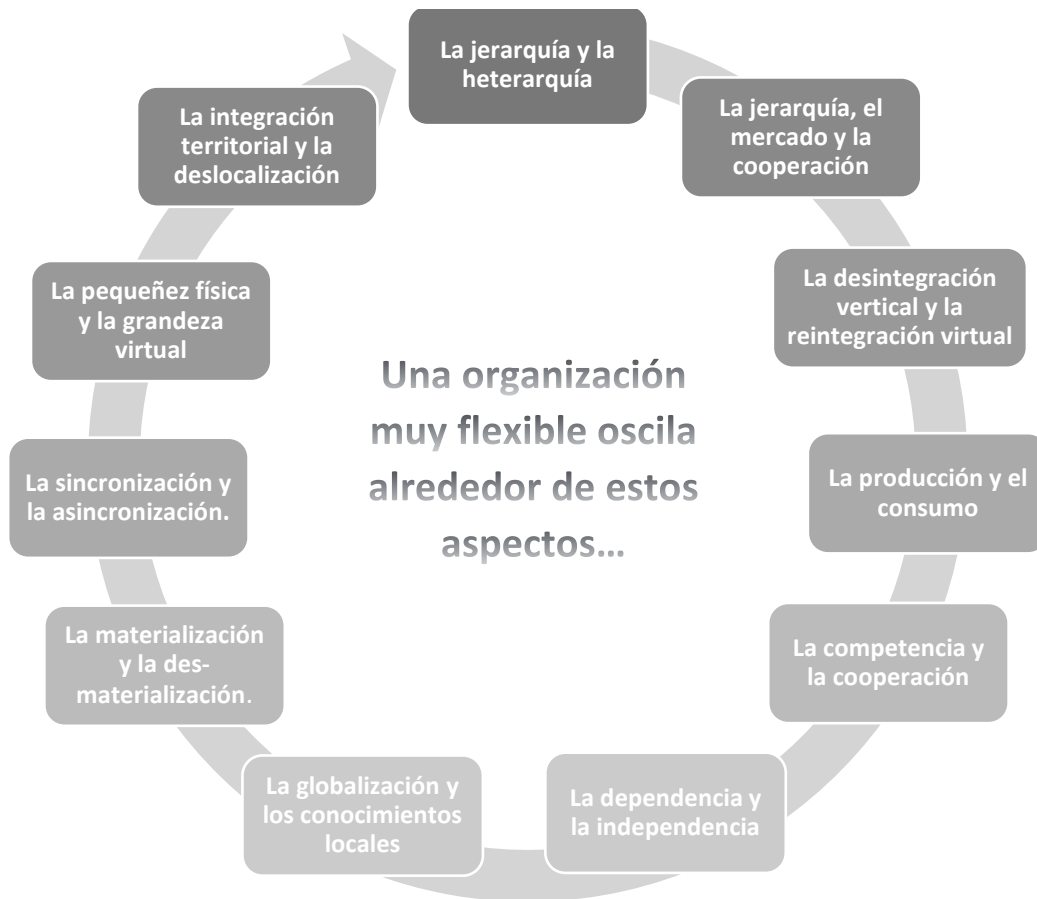 La jerarquía y la
heterarquía
La jerarquía, el
mercado y la
cooperación
La desintegración
vertical y la
reintegración virtual
La producción y el
consumo
La competencia y
la cooperación
La dependencia y
la independencia
La globalización y
los conocimientos
locales
La materialización
y la des-
materialización.
La sincronización y
la asincronización.
La pequeñez física
y la grandeza
virtual
La integración
territorial y la
deslocalización
Una organización
muy flexible oscila
alrededor de estos
aspectos...